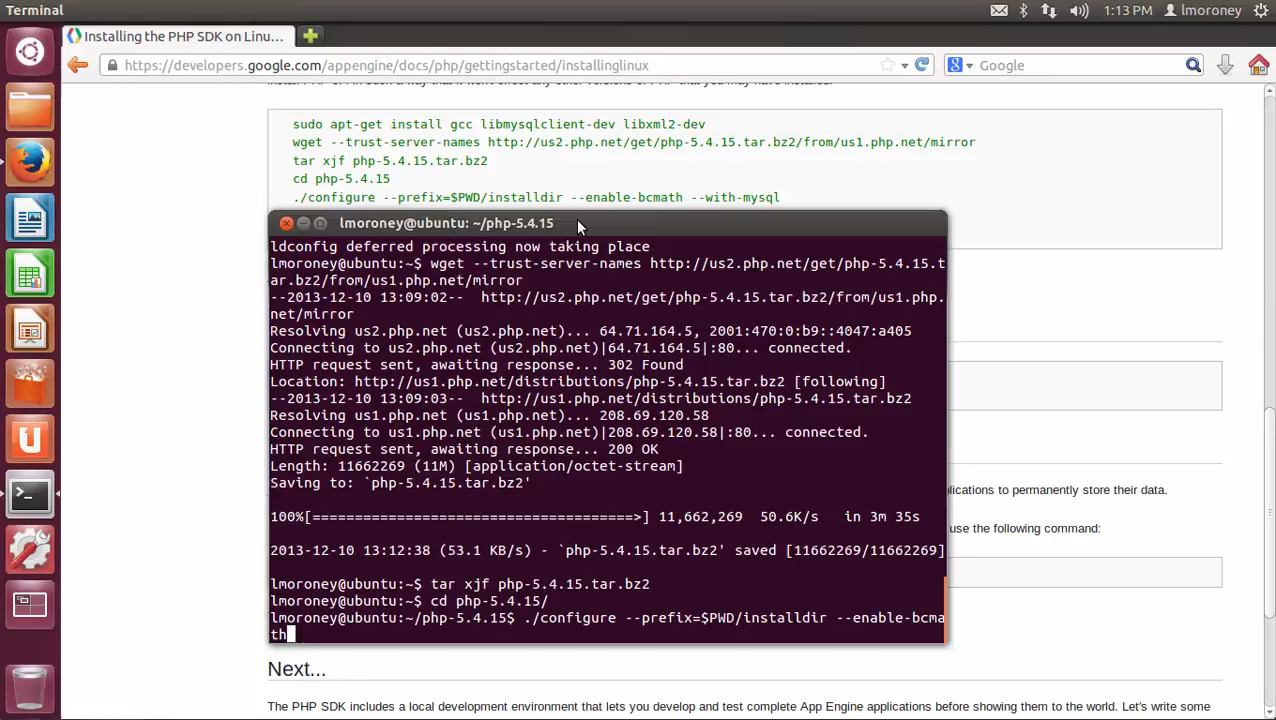 Terminal
1:13 PM
lmoroney
Installing the PHP SDK on Linu...
https://developers.google.com/appengine/docs/php/gettingstarted/installinglinux
Google
sudo apt-get install gcc libmysqlclient-dev libxml2-dev
wget --trust-server-names http://us2.php.net/get/php-5.4.15.tar.bz2/from/us1.php.net/mirror
tar xjf php-5.4.15.tar.bz2
cd php-5.4.15
./configure --prefix=$PWD/installdir --enable-bcmath --with-mysql
lmoroney@ubuntu: ~/php-5.4.15
ldconfig deferred processing now taking place
lmoroney@ubuntu:~$ wget --trust-server-names http://us2.php.net/get/php-5.4.15.t
ar.bz2/from/us1.php.net/mirror
--2013-12-10 13:09:02-- http://us2.php.net/get/php-5.4.15.tar.bz2/from/us1.php.
net/mirror
Resolving us2.php.net (us2.php.net)... 64.71.164.5, 2001:470:0:b9::4047:a405
Connecting to us2.php.net (us2.php.net)|64.71.164.5|:80... connected.
HTTP request sent, awaiting response... 302 Found
Location: http://us1.php.net/distributions/php-5.4.15.tar.bz2 [following]
--2013-12-10 13:09:03-- http://us1.php.net/distributions/php-5.4.15.tar.bz2
Resolving us1.php.net (us1.php.net)... 208.69.120.58
Connecting to us1.php.net (us1.php.net)|208.69.120.58|:80... connected.
HTTP request sent, awaiting response... 200 OK
Length: 11662269 (11M) [application/octet-stream]
Saving to: `php-5.4.15.tar.bz2'
100%[======================================>] 11,662,269 50.6K/s in 3m 35s
2013-12-10 13:12:38 (53.1 KB/s) - `php-5.4.15.tar.bz2' saved [11662269/11662269]
lmoroney@ubuntu:~$ tar xjf php-5.4.15.tar.bz2
lmoroney@ubuntu:~$ cd php-5.4.15/
lmoroney@ubuntu:~/php-5.4.15$ ./configure --prefix=$PWD/installdir --enable-bcma
th
plications to permanently store their data.
use the following command:
Next...
The PHP SDK includes a local development environment that lets you develop and test complete App Engine applications before showing them to the world. Let's write some